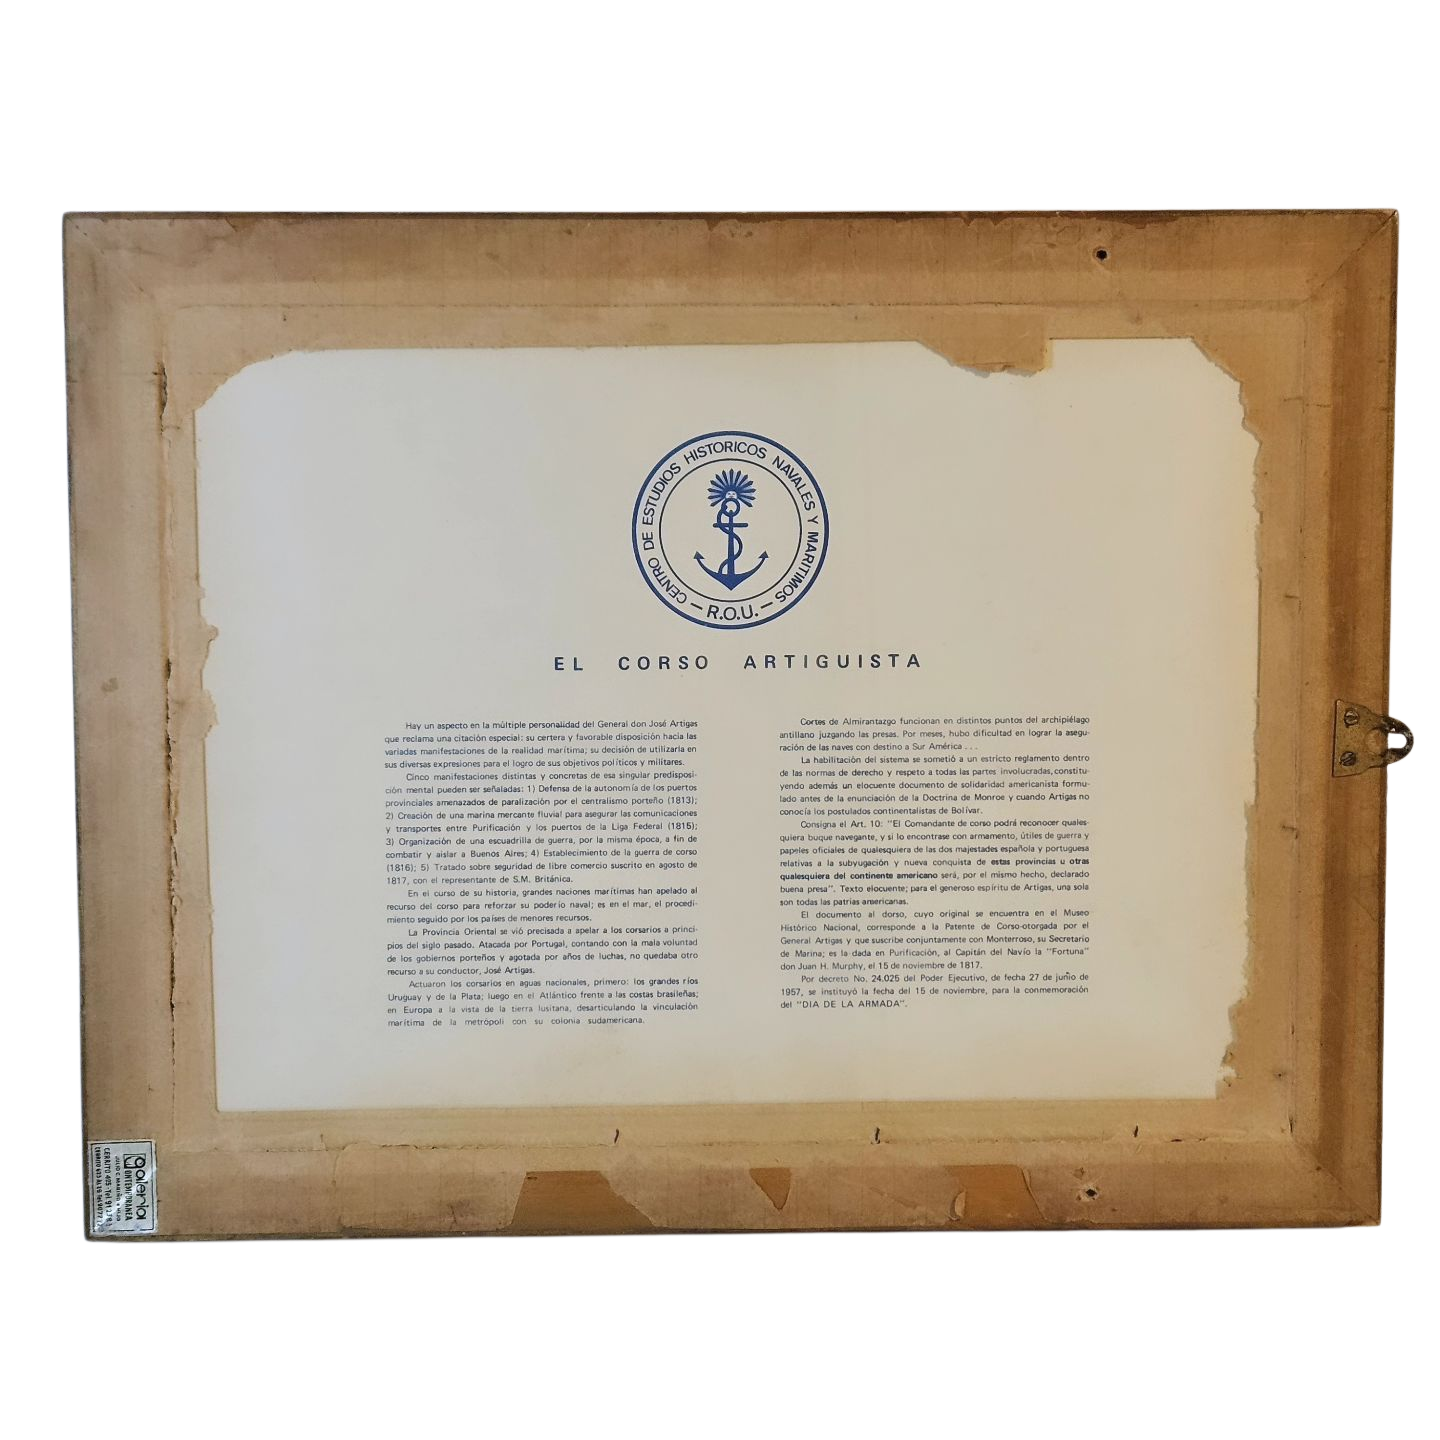 CENTRO DE ESTUDIOS HISTORICOS NAVALES Y MARITIMOS
— R.O.U. —
EL CORSO ARTIGUISTA
Hay un aspecto en la múltiple personalidad del General don José Artigas
que reclama una citación especial: su certera y favorable disposición hacia las
variadas manifestaciones de la realidad marítima; su decisión de utilizarla en
sus diversas expresiones para el logro de sus objetivos políticos y militares.
Cinco manifestaciones distintas y concretas de esa singular predisposi-
ción mental pueden ser señaladas: 1) Defensa de la autonomía de los puertos
provinciales amenazados de paralización por el centralismo porteño (1813);
2) Creación de una marina mercante fluvial para asegurar las comunicaciones
y transportes entre Purificación y los puertos de la Liga Federal (1815);
3) Organización de una escuadrilla de guerra, por la misma época, a fin de
combatir y aislar a Buenos Aires; 4) Establecimiento de la guerra de corso
(1816); 5) Tratado sobre seguridad de libre comercio suscrito en agosto de
1817, con el representante de S.M. Británica.
En el curso de su historia, grandes naciones marítimas han apelado al
recurso del corso para reforzar su poderío naval; es en el mar, el procedi-
miento seguido por los países de menores recursos.
La Provincia Oriental se vió precisada a apelar a los corsarios a princi-
pios del siglo pasado. Atacada por Portugal, contando con la mala voluntad
de los gobiernos porteños y agotada por años de luchas, no quedaba otro
recurso a su conductor, José Artigas.
Actuaron los corsarios en aguas nacionales, primero: los grandes ríos
Uruguay y de la Plata; luego en el Atlántico frente a las costas brasileñas;
en Europa a la vista de la tierra lusitana, desarticulando la vinculación
marítima de la metrópoli con su colonia sudamericana.
Cortes de Almirantazgo funcionan en distintos puntos del archipiélago
antillano juzgando las presas. Por meses, hubo dificultad en lograr la asegu-
ración de las naves con destino a Sur América . . .
La habilitación del sistema se sometió a un estricto reglamento dentro
de las normas de derecho y respeto a todas las partes involucradas, constitu-
yendo además un elocuente documento de solidaridad americanista formu-
lado antes de la enunciación de la Doctrina de Monroe y cuando Artigas no
conocía los postulados continentalistas de Bolívar.
Consigna el Art. 10: "El Comandante de corso podrá reconocer quales-
quiera buque navegante, y si lo encontrase con armamento, útiles de guerra y
papeles oficiales de qualesquiera de las dos majestades española y portuguesa
relativas a la subyugación y nueva conquista de estas provincias u otras
qualesquiera del continente americano será, por el mismo hecho, declarado
buena presa". Texto elocuente; para el generoso espíritu de Artigas, una sola
son todas las patrias americanas.
El documento al dorso, cuyo original se encuentra en el Museo
Histórico Nacional, corresponde a la Patente de Corso otorgada por el
General Artigas y que suscribe conjuntamente con Monterroso, su Secretario
de Marina; es la dada en Purificación, al Capitán del Navío la "Fortuna"
don Juan H. Murphy, el 15 de noviembre de 1817.
Por decreto No. 24.025 del Poder Ejecutivo, de fecha 27 de junio de
1957, se instituyó la fecha del 15 de noviembre, para la conmemoración
del "DIA DE LA ARMADA".
galeria
CONTEMPORANEA